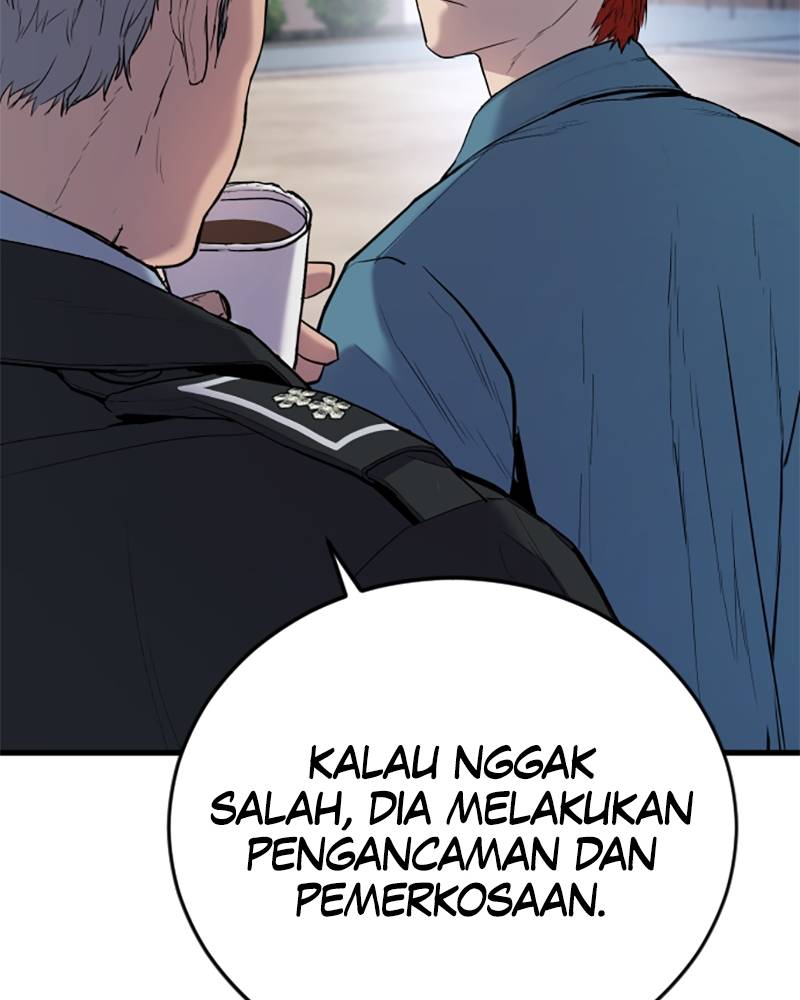 KALAU NGGAK
SALAH, DIA MELAKUKAN
PENGANCAMAN DAN
PEMERKOSAAN.